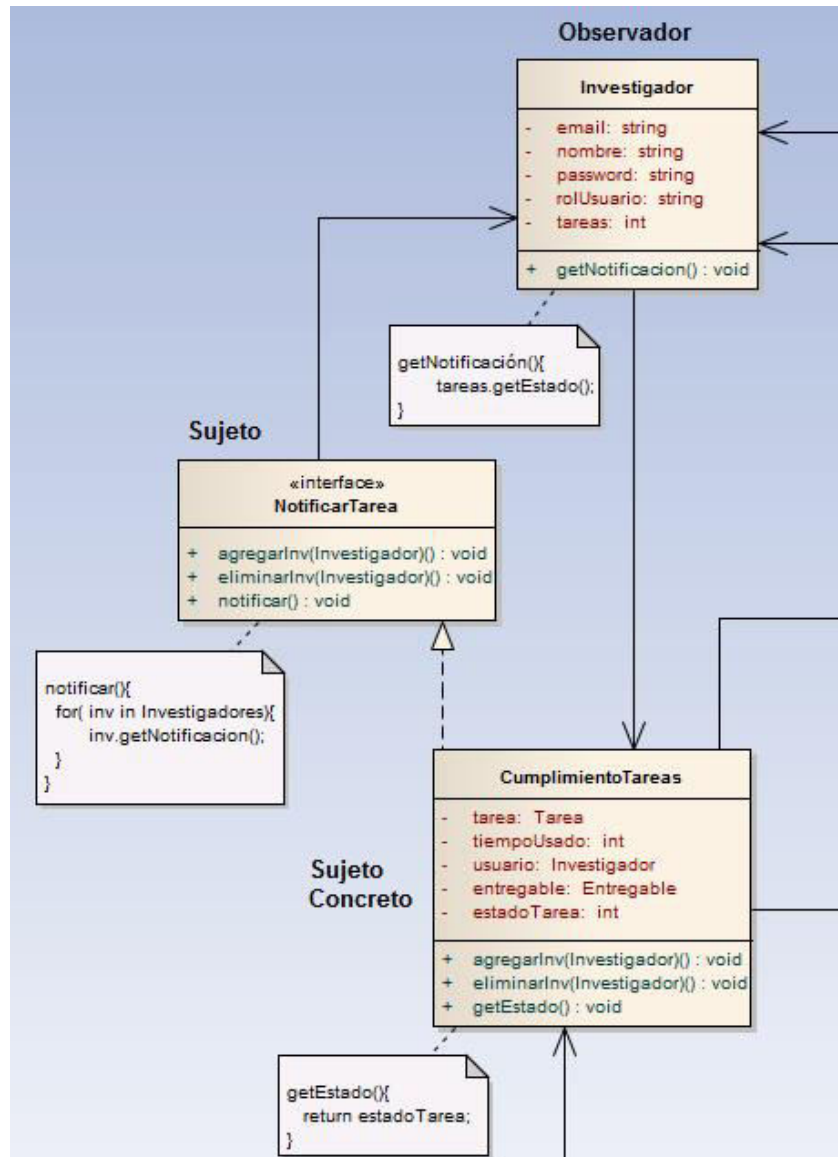 Observador
Investigador
- email: string
- nombre: string
- password: string
- rolUsuario: string
- tareas: int
+ getNotificacion() : void
getNotificación(){
tareas.getEstado();
}
Sujeto
«interface»
NotificarTarea
+ agregarInv(Investigador)() : void
+ eliminarInv(Investigador)() : void
+ notificar() : void
notificar(){
for( inv in Investigadores){
inv.getNotificacion();
}
}
CumplimientoTareas
- tarea: Tarea
- tiempoUsado: int
- usuario: Investigador
- entregable: Entregable
- estadoTarea: int
Sujeto
Concreto
+ agregarInv(Investigador)() : void
+ eliminarInv(Investigador)() : void
+ getEstado() : void
getEstado(){
return estadoTarea;
}